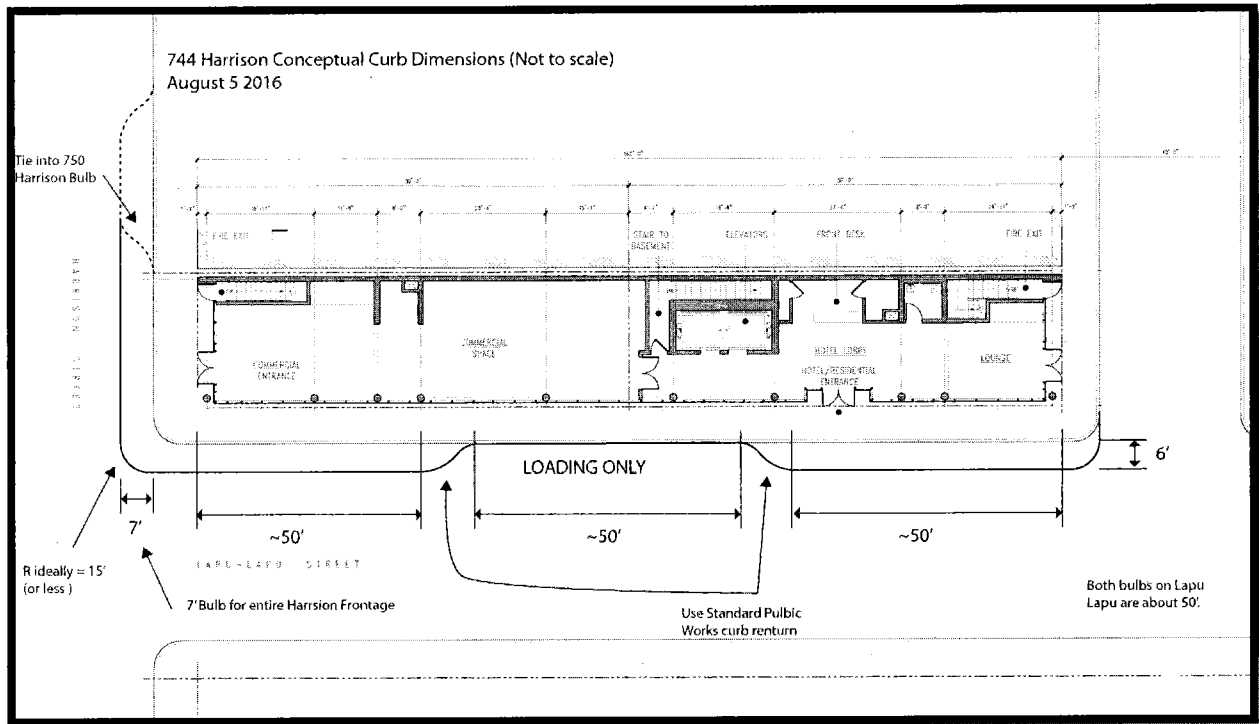 744 Harrison Conceptual Curb Dimensions (Not to scale)
August 5 2016
Tie into 750
Harrison Bulb
FIRE EXIT
STAIR TO
BASEMENT
ELEVATORS
FRONT DESK
FIRE EXIT
HARRISON STREET
COMMERCIAL
ENTRANCE
COMMERCIAL
SPACE
HOTEL LOBBY
HOTEL/RESIDENTIAL
ENTRANCE
LOUNGE
LOADING ONLY
6'
7'
~50'
~50'
~50'
R ideally = 15'
(or less )
LAPU-LAPU STREET
7' Bulb for entire Harrsion Frontage
Use Standard Pulbic
Works curb renturn
Both bulbs on Lapu
Lapu are about 50'.